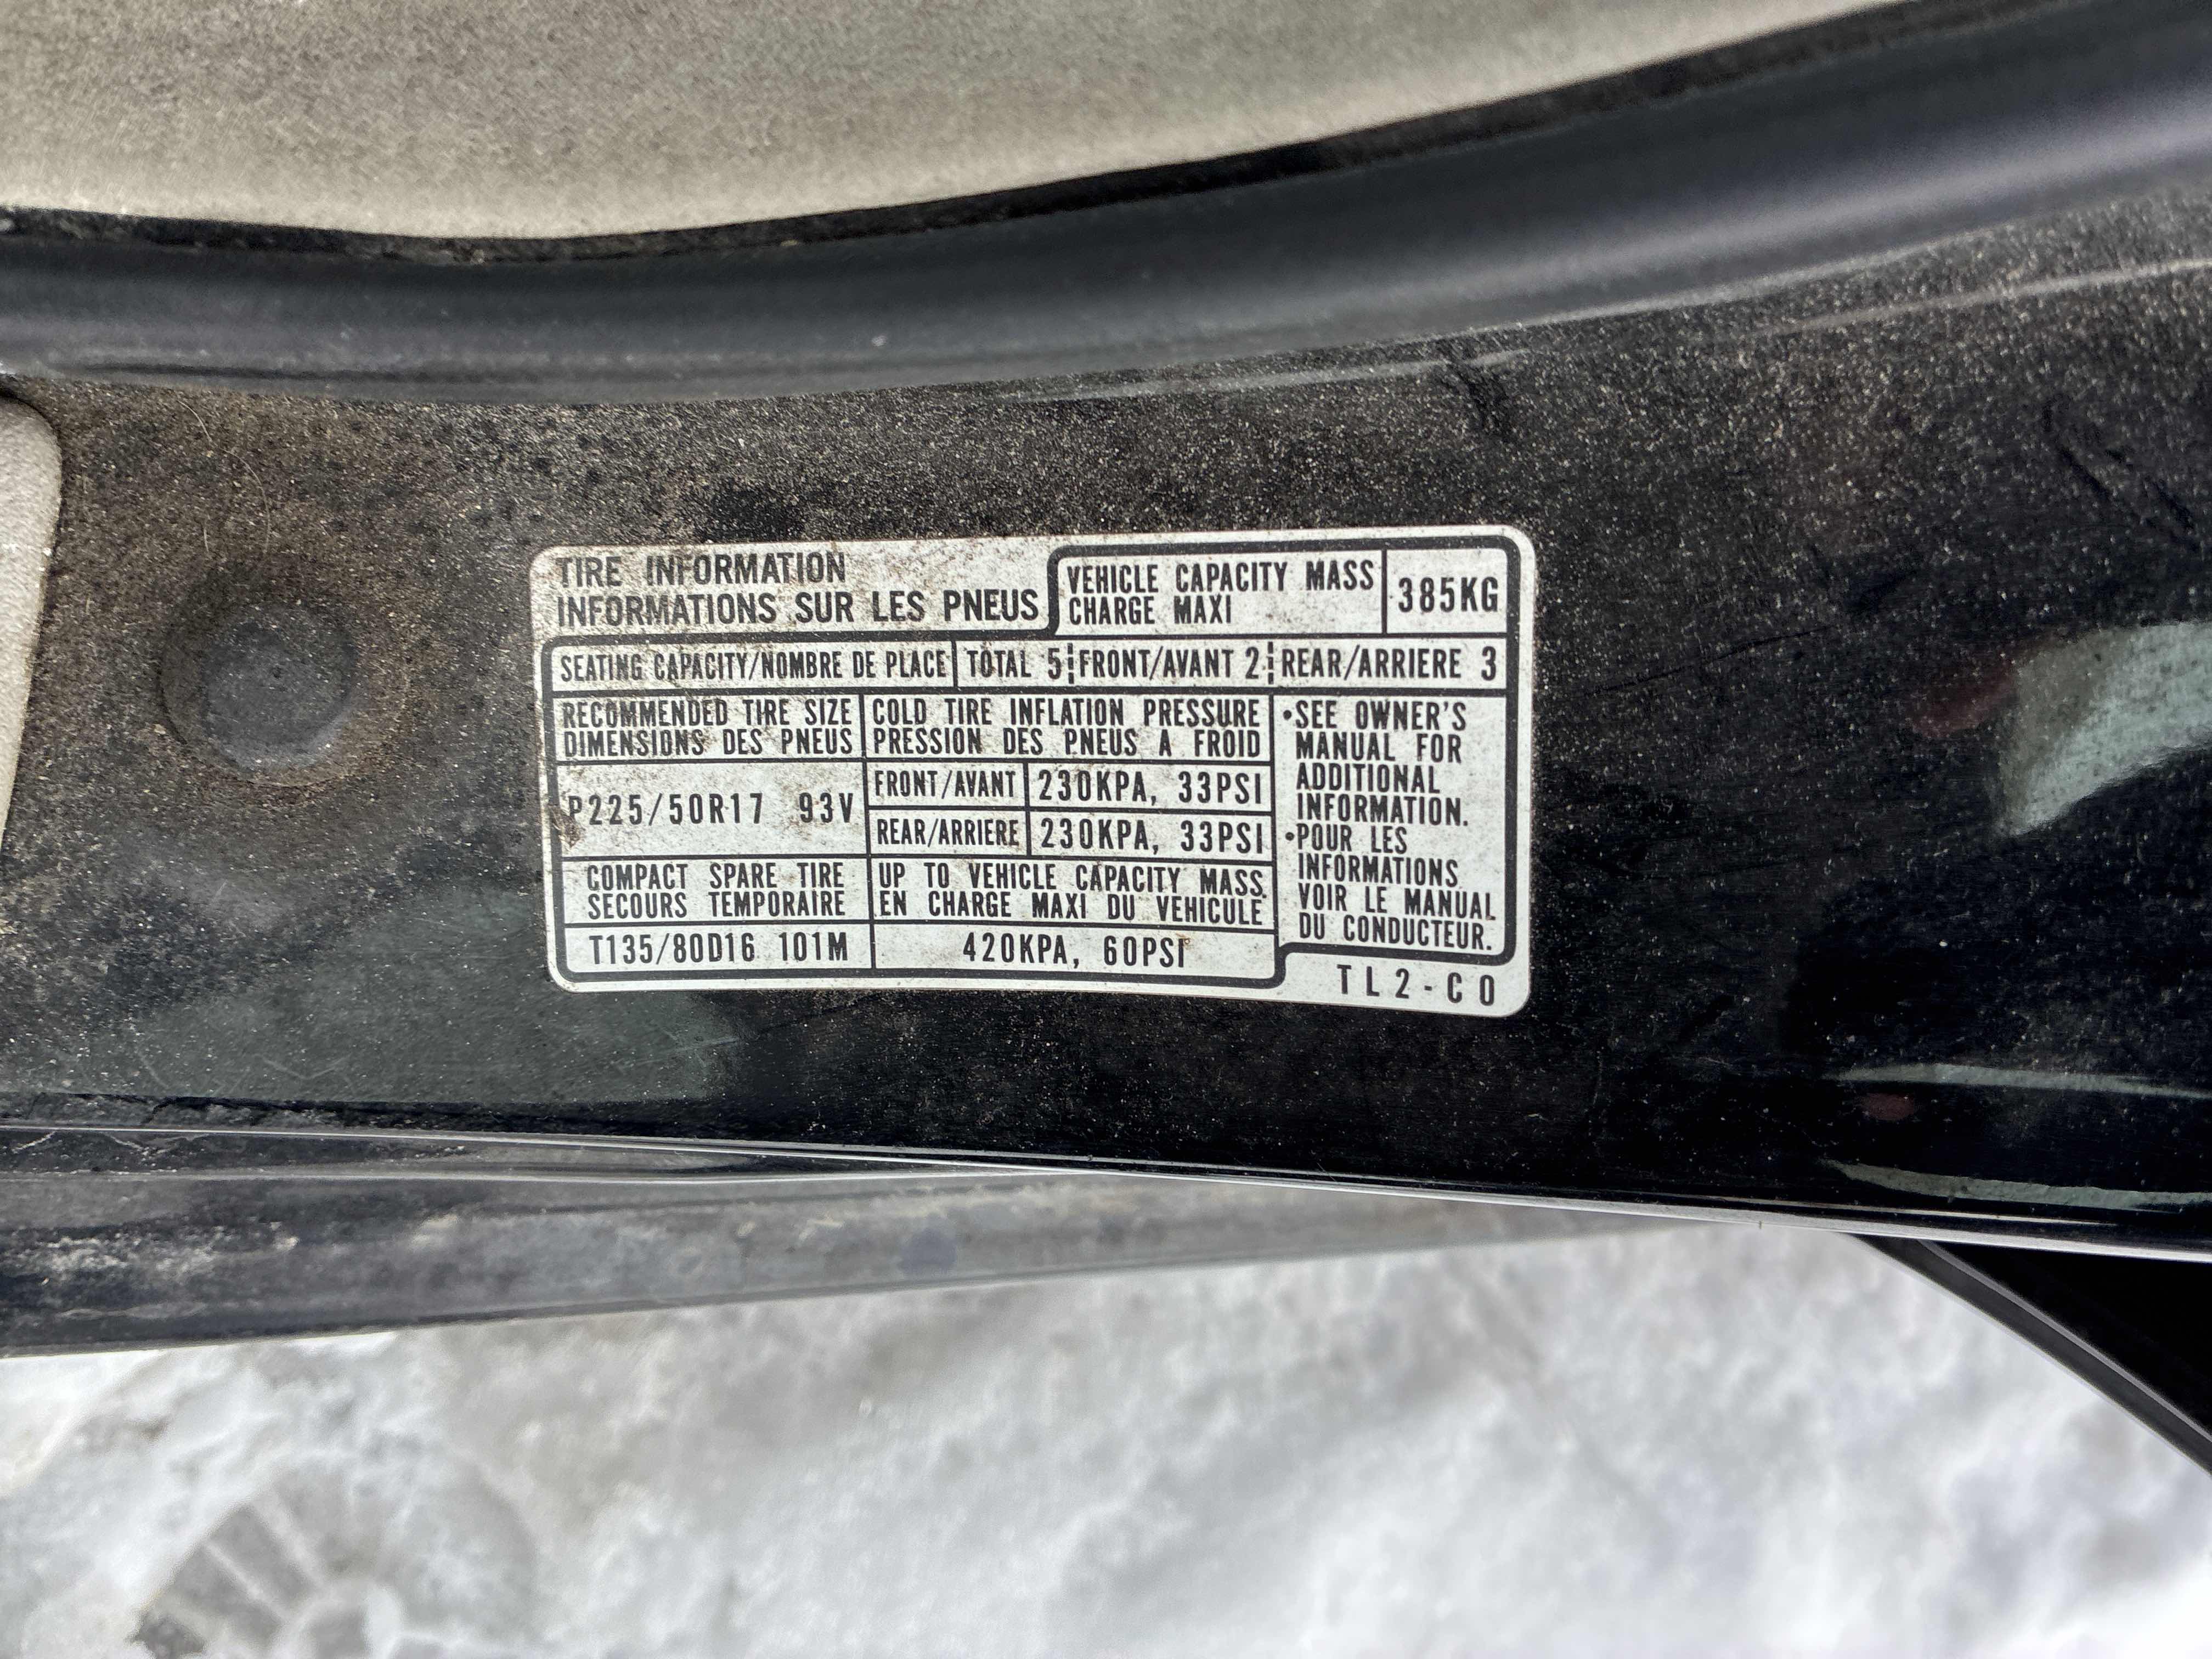 TIRE INFORMATION
INFORMATIONS SUR LES PNEUS
VEHICLE CAPACITY MASS
CHARGE MAXI
385KG
SEATING CAPACITY/NOMBRE DE PLACE
TOTAL 5
FRONT/AVANT 2
REAR/ARRIERE 3
RECOMMENDED TIRE SIZE
DIMENSIONS DES PNEUS
COLD TIRE INFLATION PRESSURE
PRESSION DES PNEUS A FROID
P225/50R17 93V
FRONT/AVANT
230KPA, 33PSI
REAR/ARRIERE
230KPA, 33PSI
COMPACT SPARE TIRE
SECOURS TEMPORAIRE
UP TO VEHICLE CAPACITY MASS
EN CHARGE MAXI DU VEHICULE
T135/80D16 101M
420KPA, 60PSI
•SEE OWNER'S
MANUAL FOR
ADDITIONAL
INFORMATION.
•POUR LES
INFORMATIONS
VOIR LE MANUAL
DU CONDUCTEUR.
TL2-C0